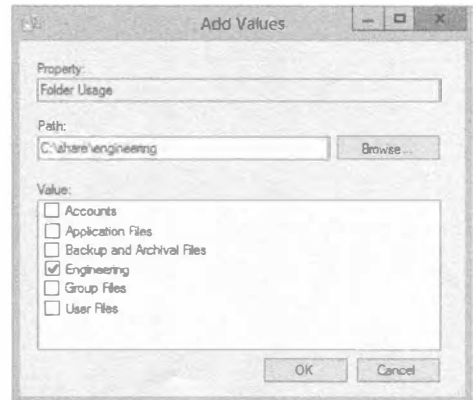 Add Values
Property:
Folder Usage
Path:
C:\share\engineering
Browse...
Value:
Accounts
Application Files
Backup and Archival Files
Engineering
Group Files
User Files
OK
Cancel